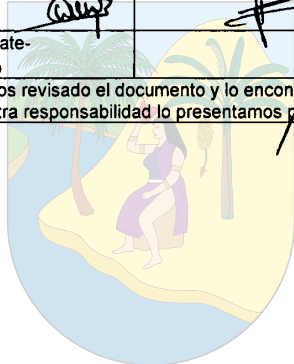 ate-
o
os revisado el documento y lo encon
tra responsabilidad lo presentamos p